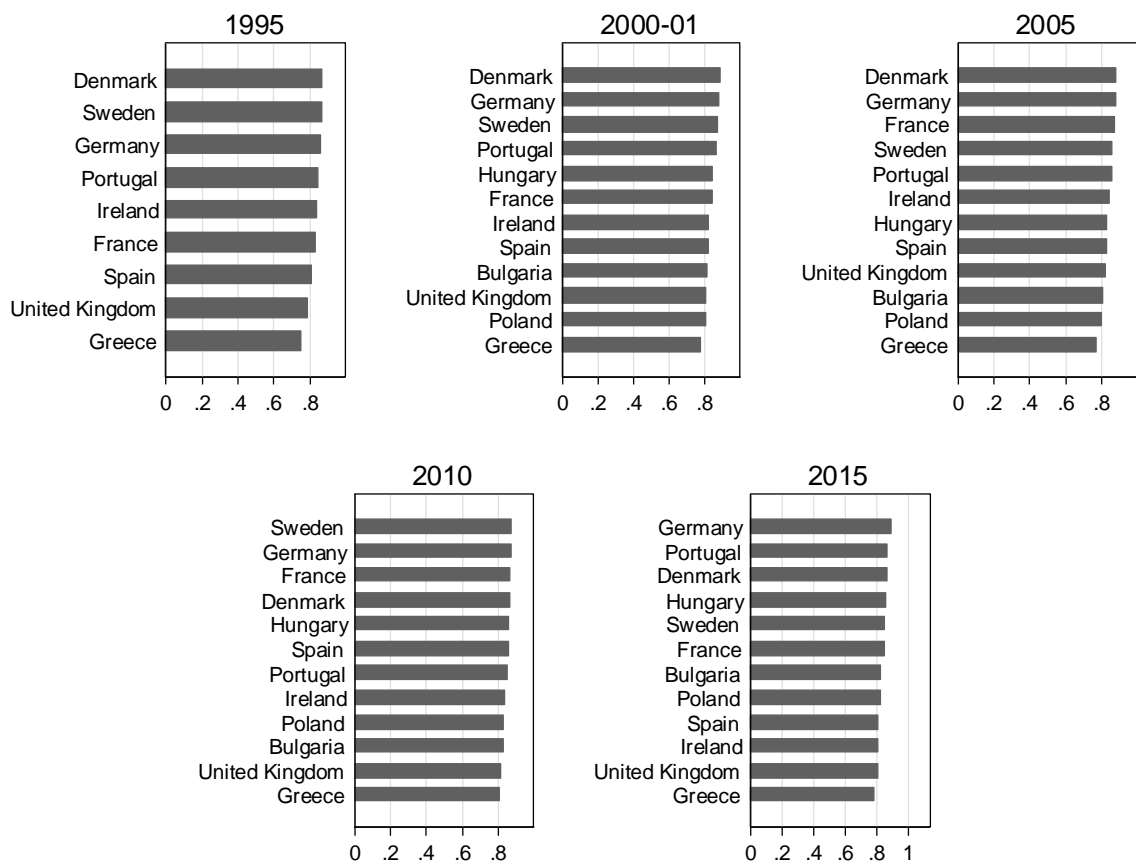 1995
Denmark
Sweden
Germany
Portugal
Ireland
France
Spain
United Kingdom
Greece
0 .2 .4 .6 .8
2000-01
Denmark
Germany
Sweden
Portugal
Hungary
France
Ireland
Spain
Bulgaria
United Kingdom
Poland
Greece
0 .2 .4 .6 .8
2005
Denmark
Germany
France
Sweden
Portugal
Ireland
Hungary
Spain
United Kingdom
Bulgaria
Poland
Greece
0 .2 .4 .6 .8
2010
Sweden
Germany
France
Denmark
Hungary
Spain
Portugal
Ireland
Poland
Bulgaria
United Kingdom
Greece
0 .2 .4 .6 .8
2015
Germany
Portugal
Denmark
Hungary
Sweden
France
Bulgaria
Poland
Spain
Ireland
United Kingdom
Greece
0 .2 .4 .6 .8 1